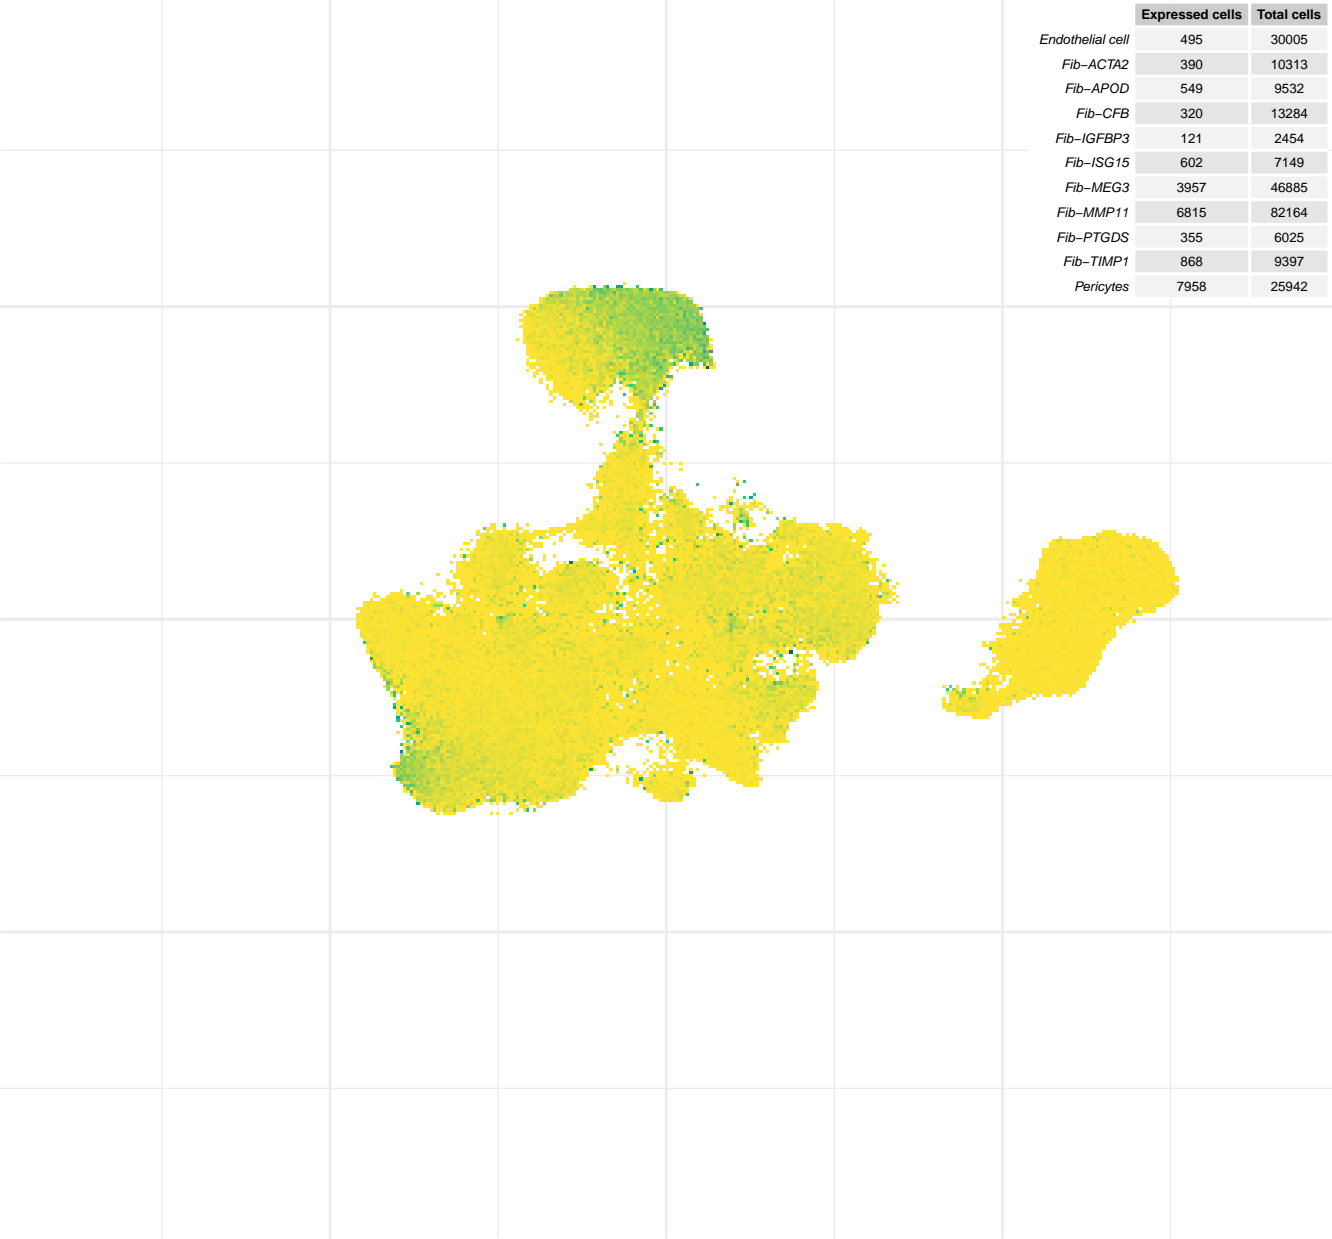 Expressed cells Total cells
Endothelial cell 495 30005
Fib−ACTA2 390 10313
Fib−APOD 549 9532
Fib−CFB 320 13284
Fib−IGFBP3 121 2454
Fib−ISG15 602 7149
Fib−MEG3 3957 46885
Fib−MMP11 6815 82164
Fib−PTGDS 355 6025
Fib−TIMP1 868 9397
Pericytes 7958 25942